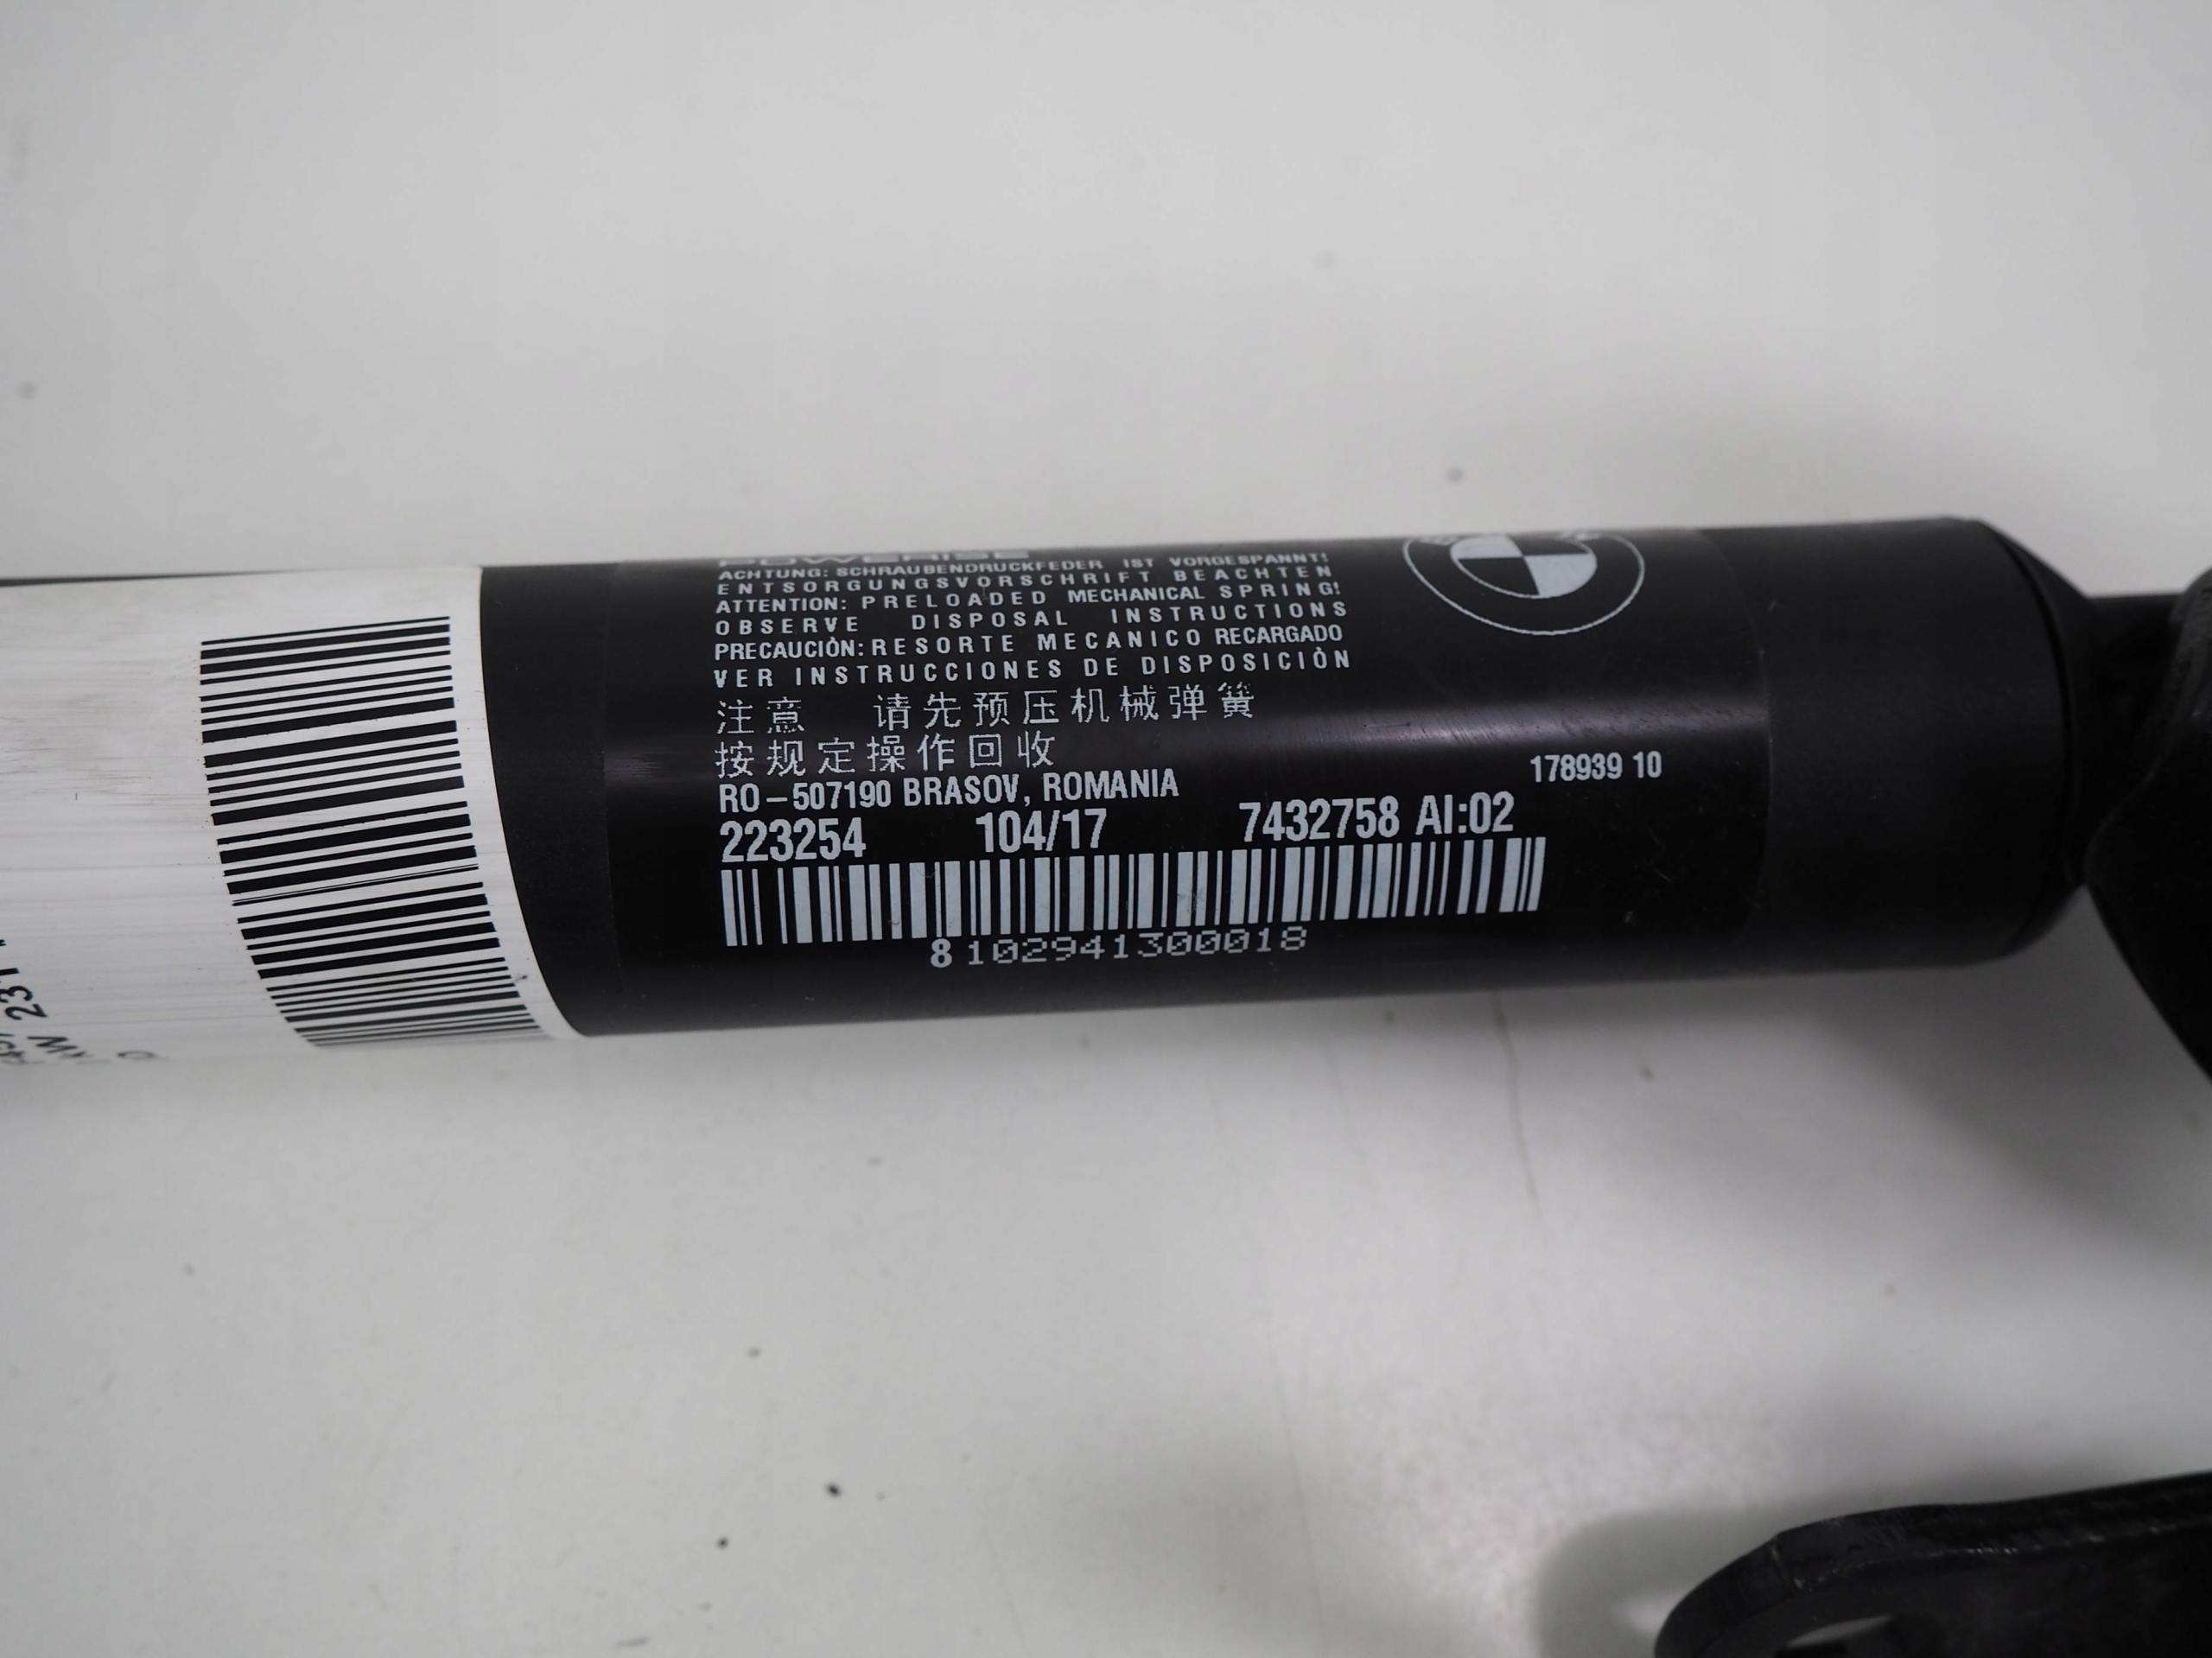 POWERISE
ACHTUNG: SCHRAUBENDRUCKFEDER IST VORGESPANNT!
ENTSORGUNGSVORSCHRIFT BEACHTEN
ATTENTION: PRELOADED MECHANICAL SPRING!
OBSERVE DISPOSAL INSTRUCTIONS
PRECAUCIÒN: RESORTE MECANICO RECARGADO
VER INSTRUCCIONES DE DISPOSICIÒN
注意 请先预压机械弹簧
按规定操作回收
RO-507190 BRASOV, ROMANIA
178939 10
223254 104/17 7432758 AI:02
8102941300018